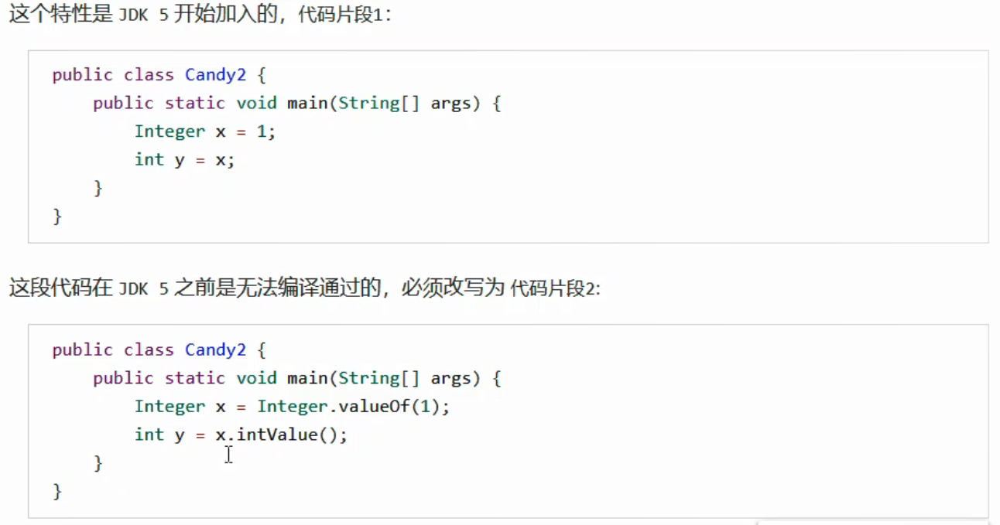 这个特性是 JDK 5 开始加入的，代码片段1：
public class Candy2 {
    public static void main(String[] args) {
        Integer x = 1;
        int y = x;
    }
}
这段代码在 JDK 5 之前是无法编译通过的，必须改写为 代码片段2:
public class Candy2 {
    public static void main(String[] args) {
        Integer x = Integer.valueOf(1);
        int y = x.intValue();
    }
}